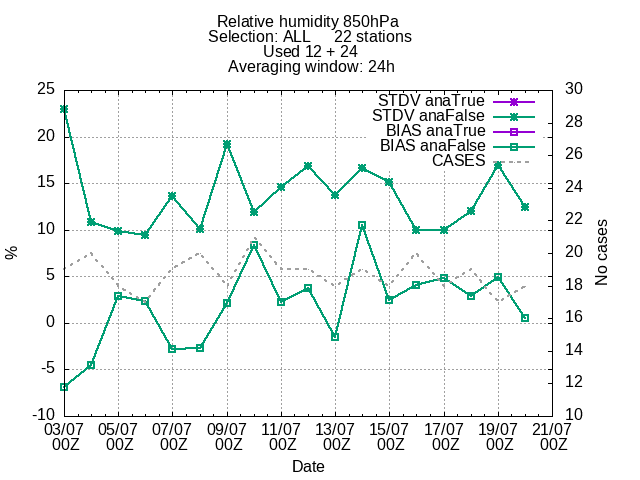 Relative humidity 850hPa
Selection: ALL 22 stations
Used 12 + 24
Averaging window: 24h
STDV anaTrue
STDV anaFalse
BIAS anaTrue
BIAS anaFalse
CASES
%
25
20
15
10
5
0
-5
-10
No cases
30
28
26
24
22
20
18
16
14
12
10
03/07 05/07 07/07 09/07 11/07 13/07 15/07 17/07 19/07 21/07
00Z 00Z 00Z 00Z 00Z 00Z 00Z 00Z 00Z 00Z
Date